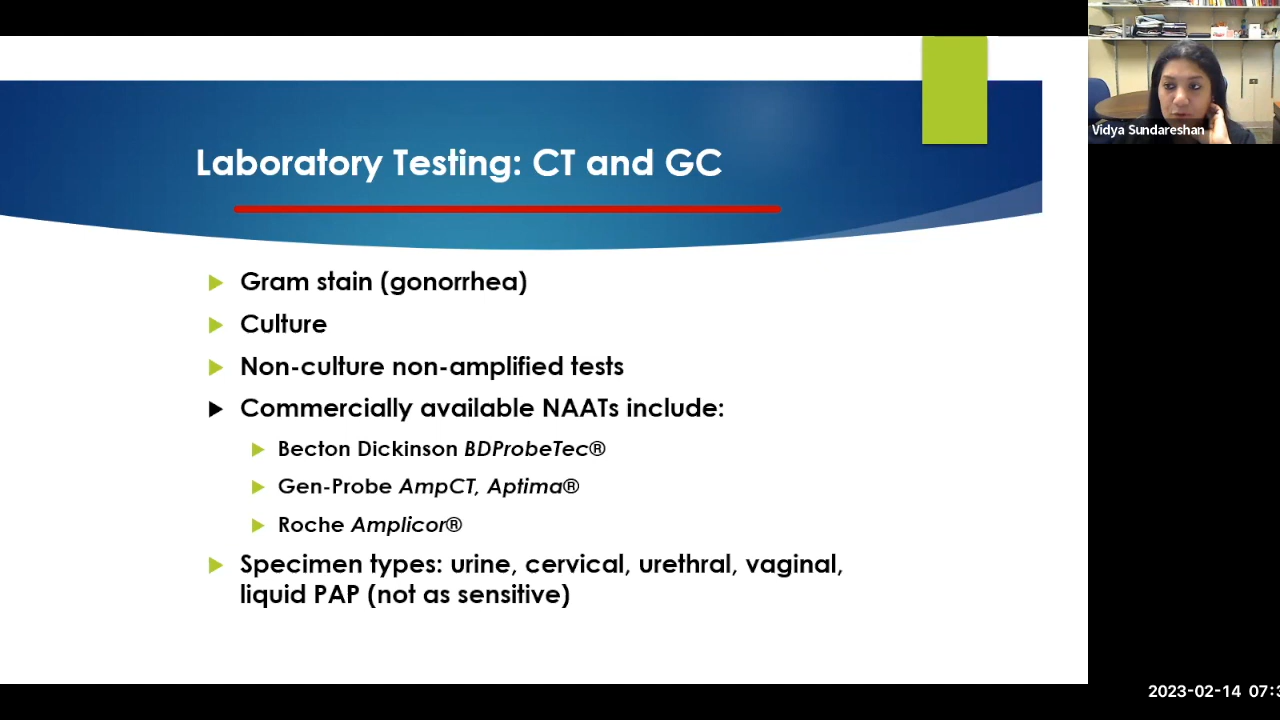 Laboratory Testing: CT and GC
Gram stain (gonorrhea)
Culture
Non-culture non-amplified tests
Commercially available NAATs include:
Becton Dickinson BDProbeTec®
Gen-Probe AmpCT, Aptima®
Roche Amplicor®
Specimen types: urine, cervical, urethral, vaginal,
liquid PAP (not as sensitive)
Vidya Sundareshan
2023-02-14 07:3